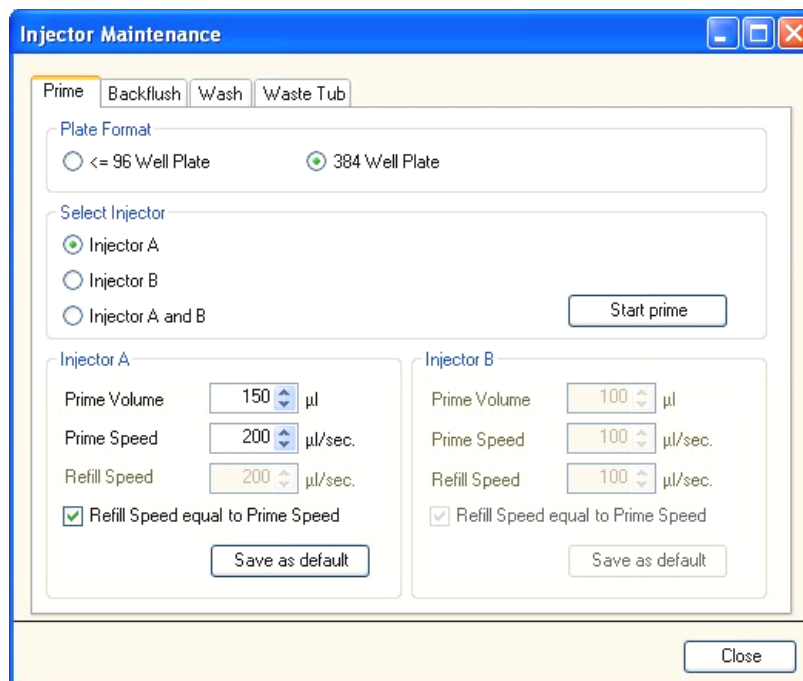 Injector Maintenance
Prime Backflush Wash Waste Tub
Plate Format
<= 96 Well Plate 384 Well Plate
Select Injector
Injector A
Injector B
Injector A and B
Start prime
Injector A Injector B
Prime Volume 150 µl Prime Volume 100 µl
Prime Speed 200 µl/sec. Prime Speed 100 µl/sec.
Refill Speed 200 µl/sec. Refill Speed 100 µl/sec.
Refill Speed equal to Prime Speed Refill Speed equal to Prime Speed
Save as default Save as default
Close